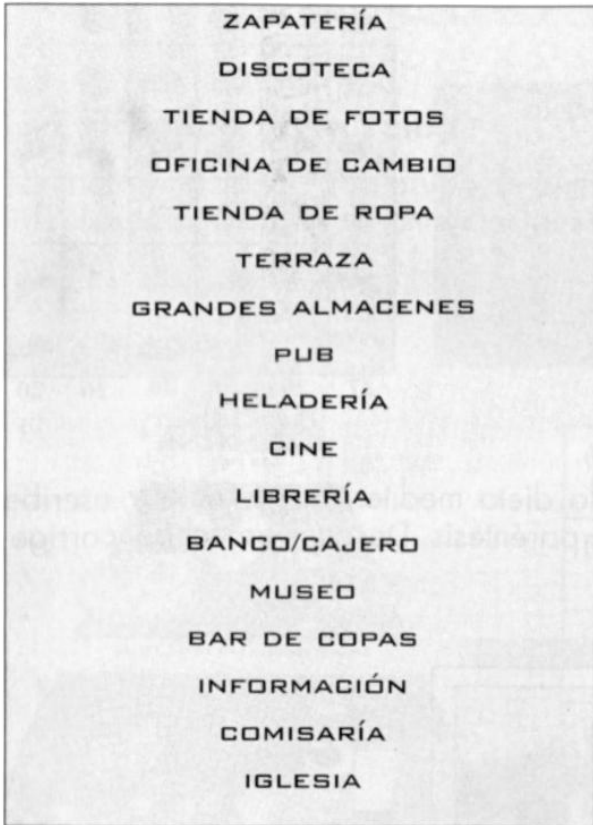 ZAPATERÍA
DISCOTECA
TIENDA DE FOTOS
OFICINA DE CAMBIO
TIENDA DE ROPA
TERRAZA
GRANDES ALMACENES
PUB
HELADERÍA
CINE
LIBRERÍA
BANCO/CAJERO
MUSEO
BAR DE COPAS
INFORMACIÓN
COMISARÍA
IGLESIA